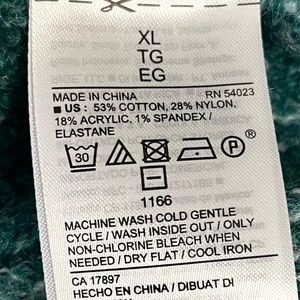 XL
TG
EG
MADE IN CHINA RN 54023
■ US : 53% COTTON, 28% NYLON,
18% ACRYLIC, 1% SPANDEX /
ELASTANE
30 P
1166
MACHINE WASH COLD GENTLE
CYCLE / WASH INSIDE OUT / ONLY
NON-CHLORINE BLEACH WHEN
NEEDED / DRY FLAT / COOL IRON
CA 17897
HECHO EN CHINA / DIBUAT DI